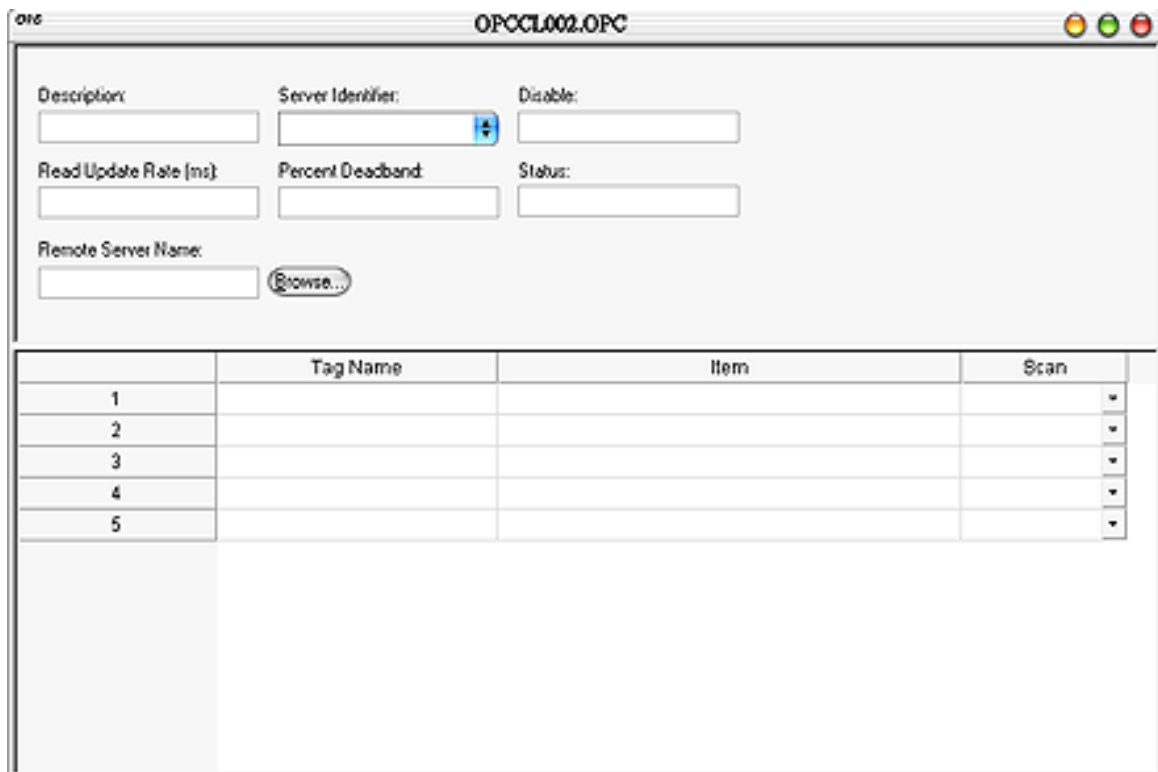 OPCCL002.OPC
Description: Server Identifier: Disable:
Read Update Rate (ms): Percent Deadband: Status:
Remote Server Name:
Browse...
Tag Name Item Scan
1
2
3
4
5